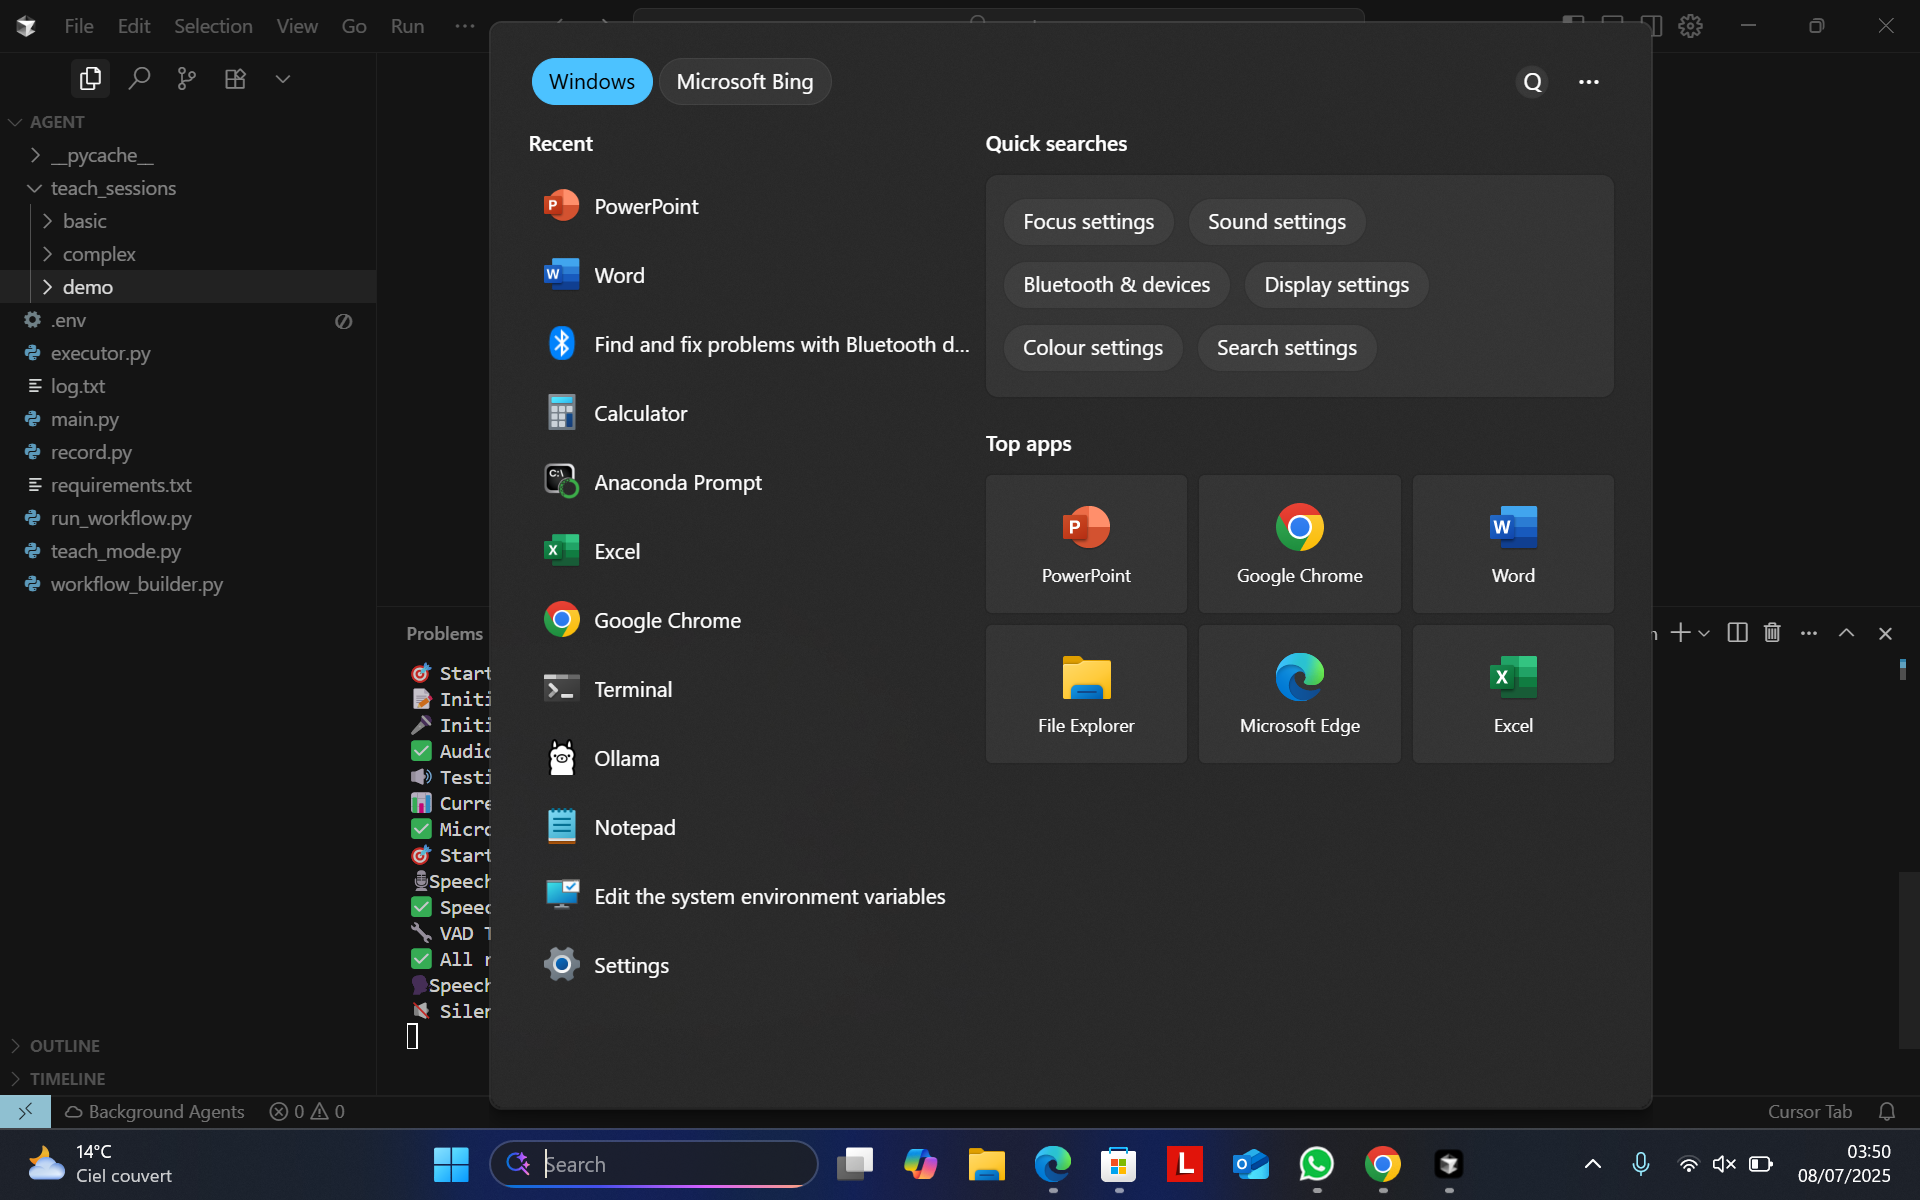 File Edit Selection View Go Run ...
Windows Microsoft Bing Q ...
AGENT
__pycache__
teach_sessions
basic
complex
demo
.env
executor.py
log.txt
main.py
record.py
requirements.txt
run_workflow.py
teach_mode.py
workflow_builder.py
OUTLINE
TIMELINE
Recent
PowerPoint
Word
Find and fix problems with Bluetooth d...
Calculator
Anaconda Prompt
Excel
Google Chrome
Terminal
Ollama
Notepad
Edit the system environment variables
Settings
Quick searches
Focus settings Sound settings
Bluetooth & devices Display settings
Colour settings Search settings
Top apps
PowerPoint Google Chrome Word
File Explorer Microsoft Edge Excel
Problems
Start
Initi
Initi
Audio
Testi
Curre
Micro
Start
Speech
Speec
VAD T
All r
Speech
Silen
Background Agents 0 0
Cursor Tab
14°C
Ciel couvert
Search
03:50
08/07/2025